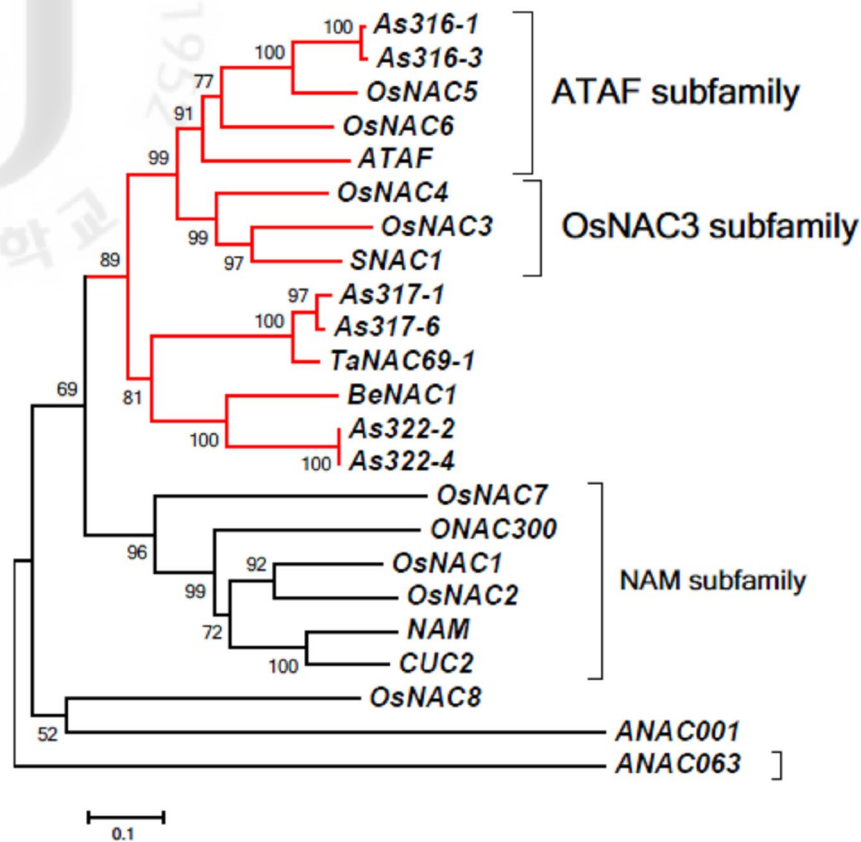 1952
학교
100
As316-1
As316-3
100
77
OsNAC5
ATAF subfamily
91
OsNAC6
99
ATAF
OsNAC4
99
OsNAC3
OsNAC3 subfamily
97
SNAC1
89
97
As317-1
100
As317-6
TaNAC69-1
69
81
BeNAC1
100
As322-2
100
As322-4
OsNAC7
96
ONAC300
92
OsNAC1
99
OsNAC2
NAM subfamily
72
NAM
100
CUC2
OsNAC8
52
ANAC001
ANAC063
0.1